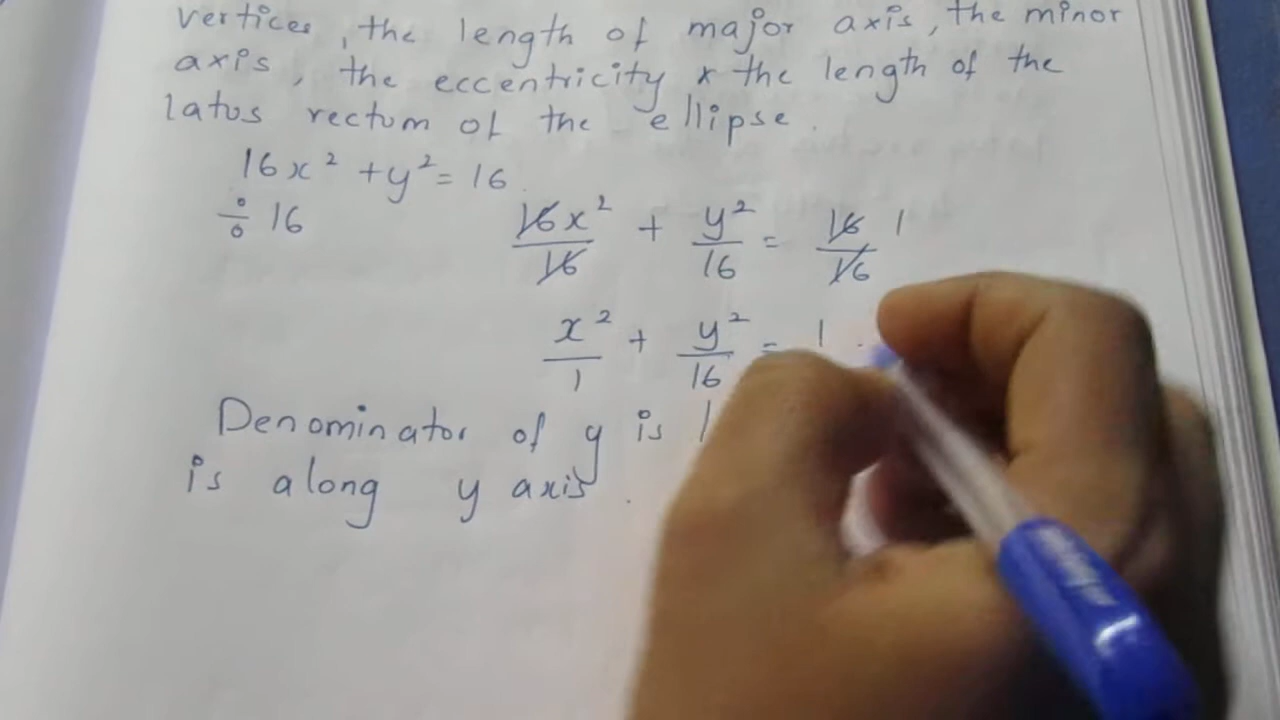 vertices, the length of major axis, the minor
axis, the eccentricity & the length of the
latus rectum of the ellipse.
16x² + y² = 16.
÷ 16 16x²/16 + y²/16 = 16/16 1
x²/1 + y²/16 = 1
Denominator of y is
is along y axis.